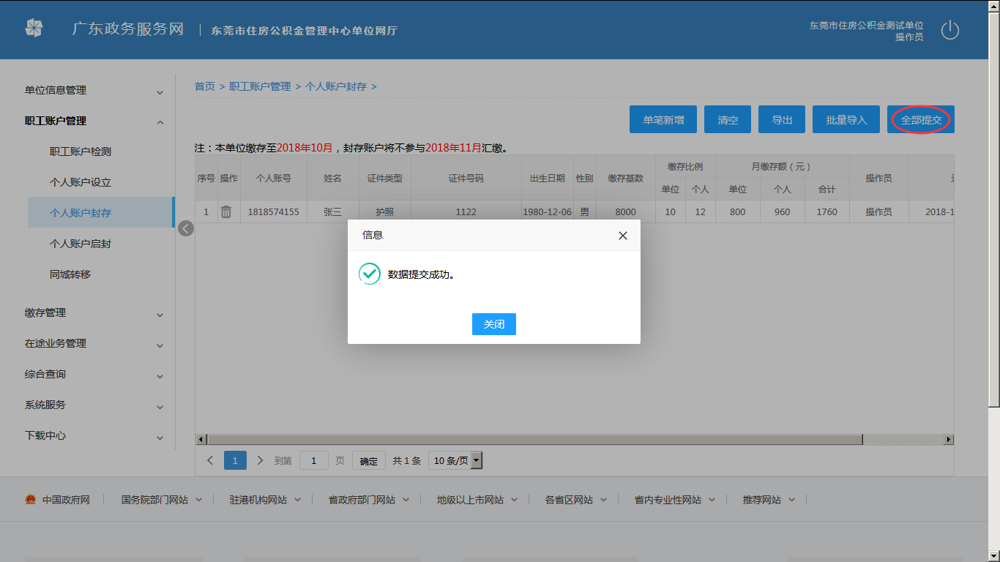 广东政务服务网 | 东莞市住房公积金管理中心单位网厅
东莞市住房公积金测试单位
操作员
单位信息管理
职工账户管理
职工账户检测
个人账户设立
个人账户封存
个人账户启封
同城转移
缴存管理
在途业务管理
综合查询
系统服务
下载中心
首页 > 职工账户管理 > 个人账户封存 >
单笔新增 清空 导出 批量导入 全部提交
注：本单位缴存至2018年10月，封存账户将不参与2018年11月汇缴。
序号 操作 个人账号 姓名 证件类型 证件号码 出生日期 性别 缴存基数 缴存比例 月缴存额（元） 操作员
单位 个人 单位 个人 合计
1 1818574155 张三 护照 1122 1980-12-06 男 8000 10 12 800 960 1760 操作员 2018-1
信息
数据提交成功。
关闭
1 到第 1 页 确定 共 1 条 10 条/页
中国政府网 国务院部门网站 驻港机构网站 省政府部门网站 地级以上市网站 各省区网站 省内专业性网站 推荐网站